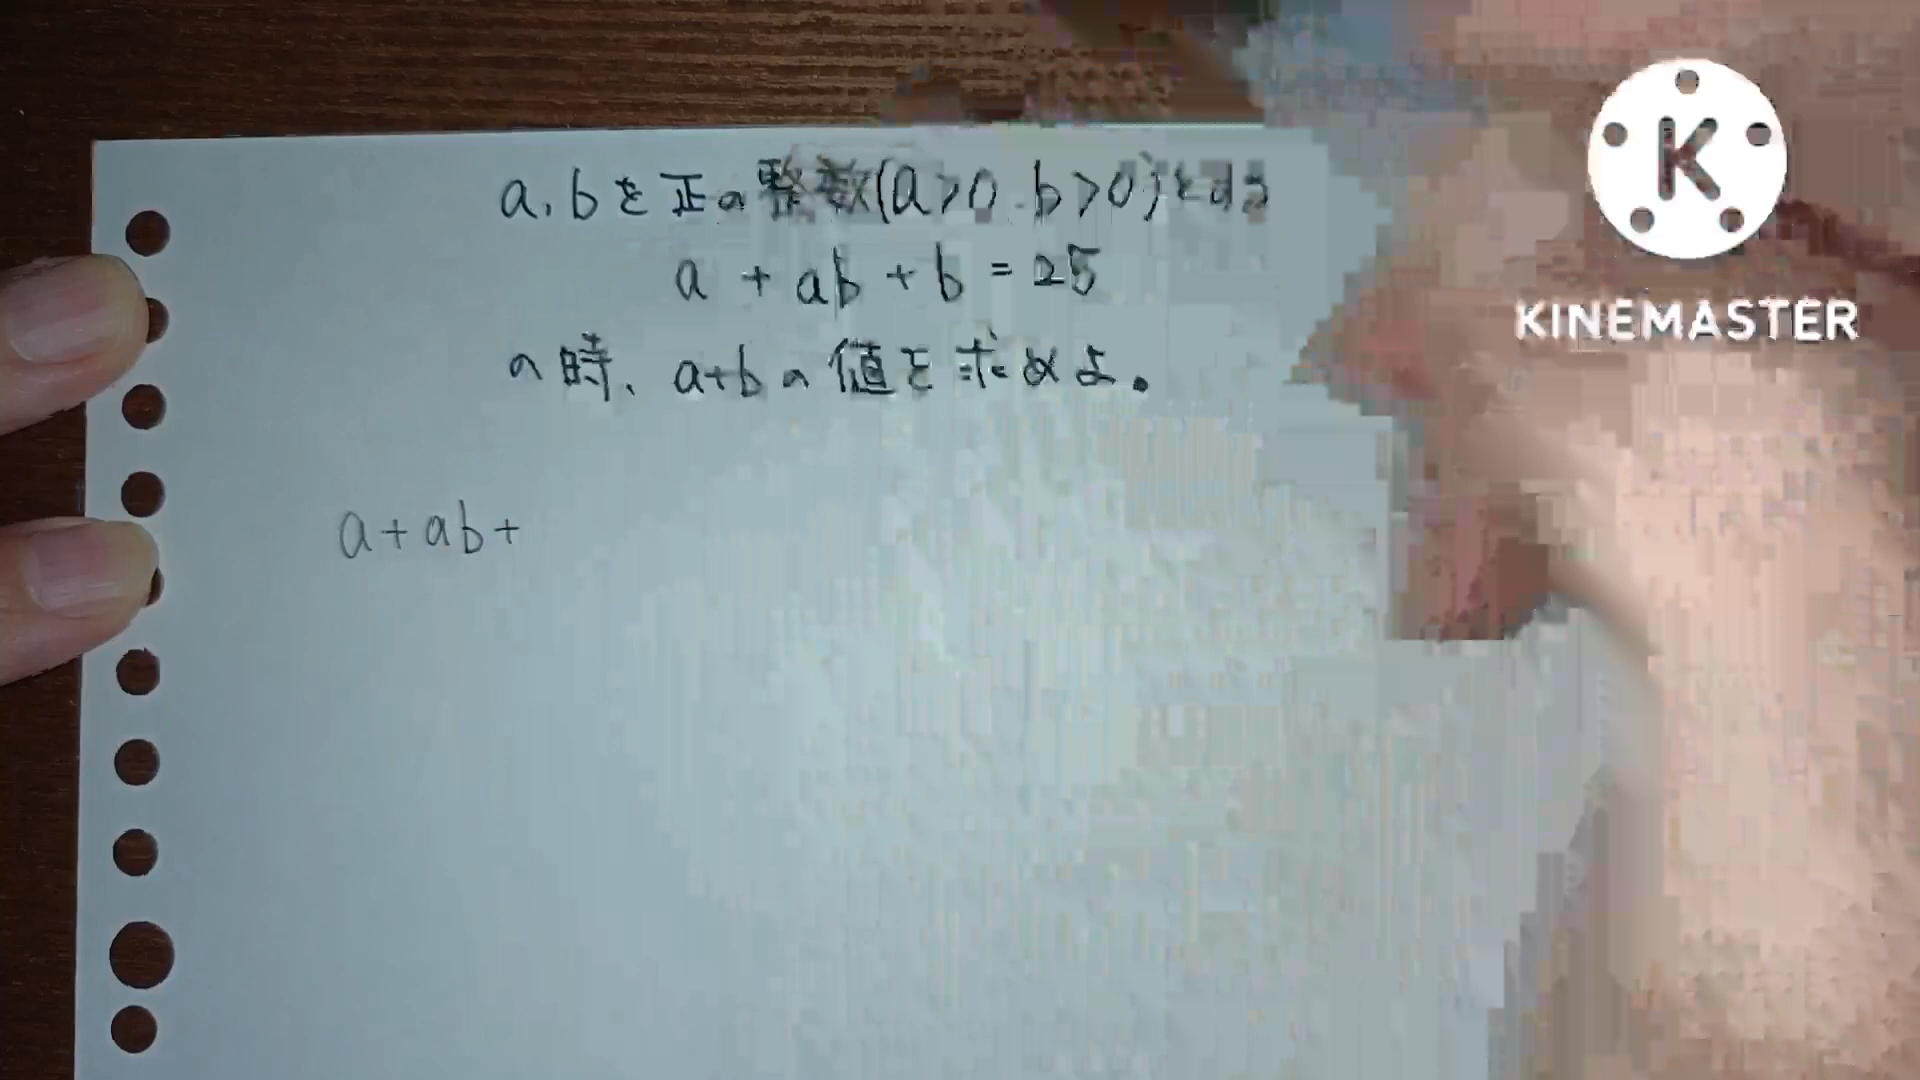 a,bを正の整数(a>0 b>0)とする
a + ab + b = 25
の時、a+bの値を求めよ。
a+ab+
K
KINEMASTER